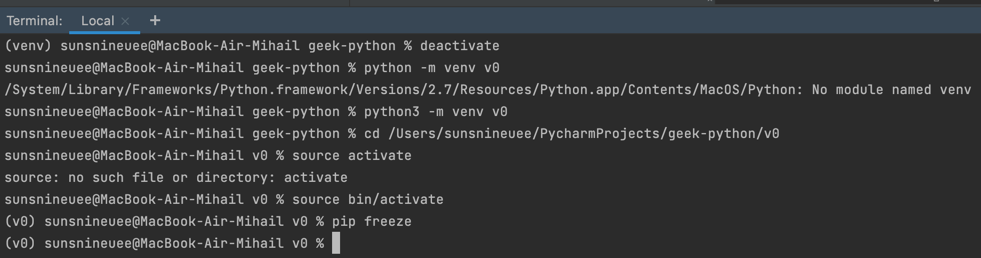 Terminal: Local × +
(venv) sunsnineuee@MacBook-Air-Mihail geek-python % deactivate
sunsnineuee@MacBook-Air-Mihail geek-python % python -m venv v0
/System/Library/Frameworks/Python.framework/Versions/2.7/Resources/Python.app/Contents/MacOS/Python: No module named venv
sunsnineuee@MacBook-Air-Mihail geek-python % python3 -m venv v0
sunsnineuee@MacBook-Air-Mihail geek-python % cd /Users/sunsnineuee/PycharmProjects/geek-python/v0
sunsnineuee@MacBook-Air-Mihail v0 % source activate
source: no such file or directory: activate
sunsnineuee@MacBook-Air-Mihail v0 % source bin/activate
(v0) sunsnineuee@MacBook-Air-Mihail v0 % pip freeze
(v0) sunsnineuee@MacBook-Air-Mihail v0 %